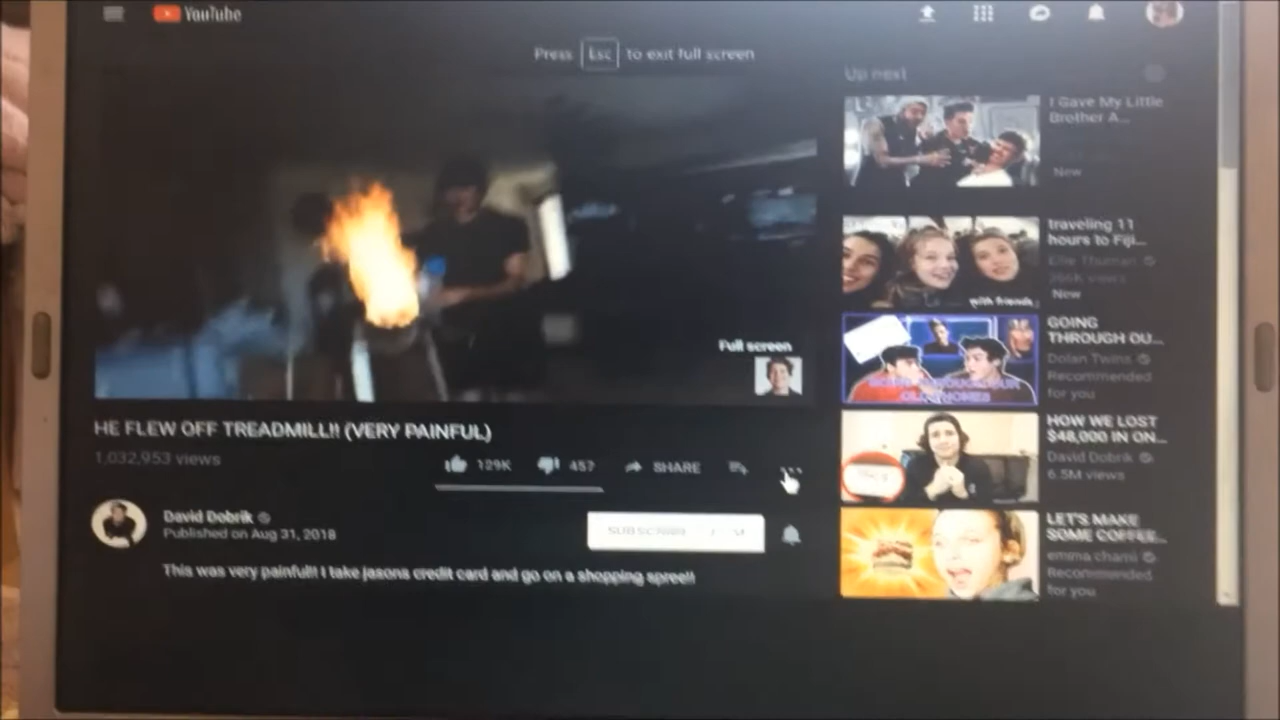 YouTube
Press Esc to exit full screen
Up next
I Gave My Little
Brother A...
New
traveling 11
hours to Fiji...
views
New
with friends
Full screen
GOING
THROUGH OU...
Dolan Twins
Recommended
for you
HE FLEW OFF TREADMILL!! (VERY PAINFUL)
1,032,953 views
129K
457
SHARE
HOW WE LOST
$48,000 IN ON...
David Dobrik
6.5M views
David Dobrik
Published on Aug 31, 2018
LET'S MAKE
SOME COFFEE...
emma chamb
Recommended
for you
This was very painful!! I take jasons credit card and go on a shopping spree!!